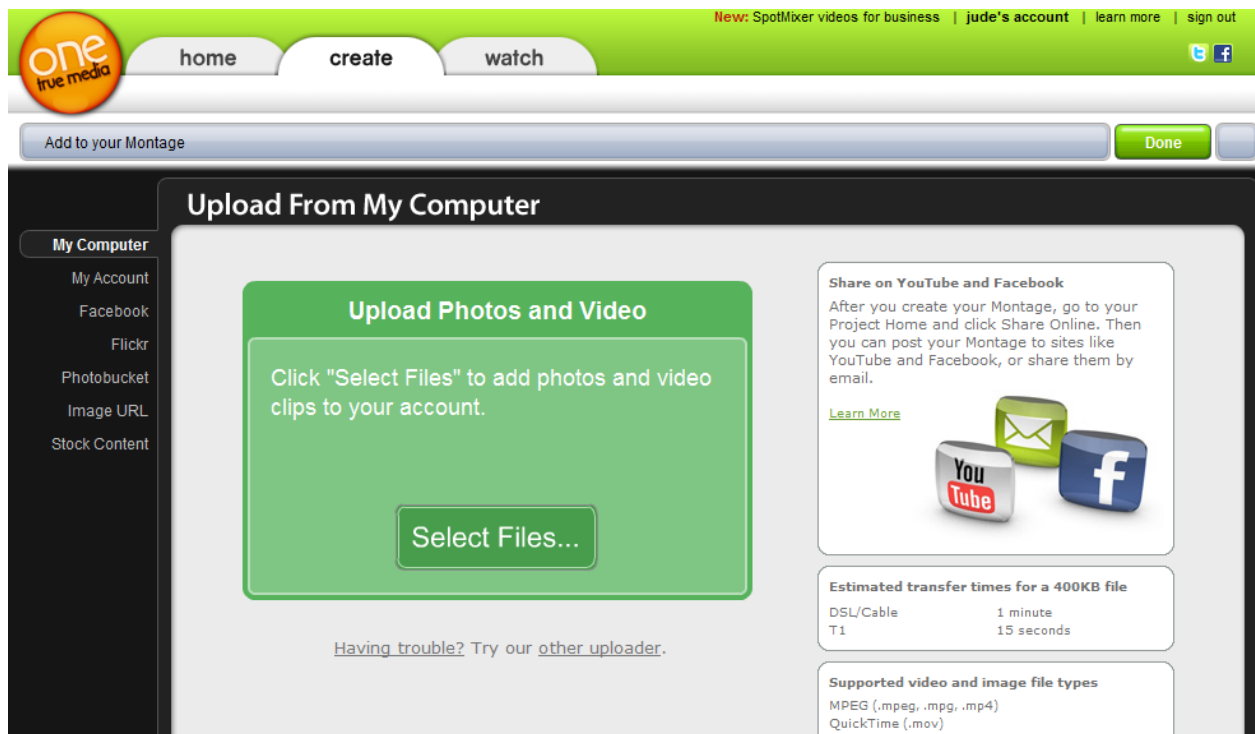 New: SpotMixer videos for business | jude's account | learn more | sign out
one
true media
home
create
watch
Add to your Montage
Done
Upload From My Computer
My Computer
My Account
Facebook
Flickr
Photobucket
Image URL
Stock Content
Upload Photos and Video
Click "Select Files" to add photos and video
clips to your account.
Select Files...
Having trouble? Try our other uploader.
Share on YouTube and Facebook
After you create your Montage, go to your
Project Home and click Share Online. Then
you can post your Montage to sites like
YouTube and Facebook, or share them by
email.
Learn More
You
Tube
Estimated transfer times for a 400KB file
DSL/Cable 1 minute
T1 15 seconds
Supported video and image file types
MPEG (.mpeg, .mpg, .mp4)
QuickTime (.mov)